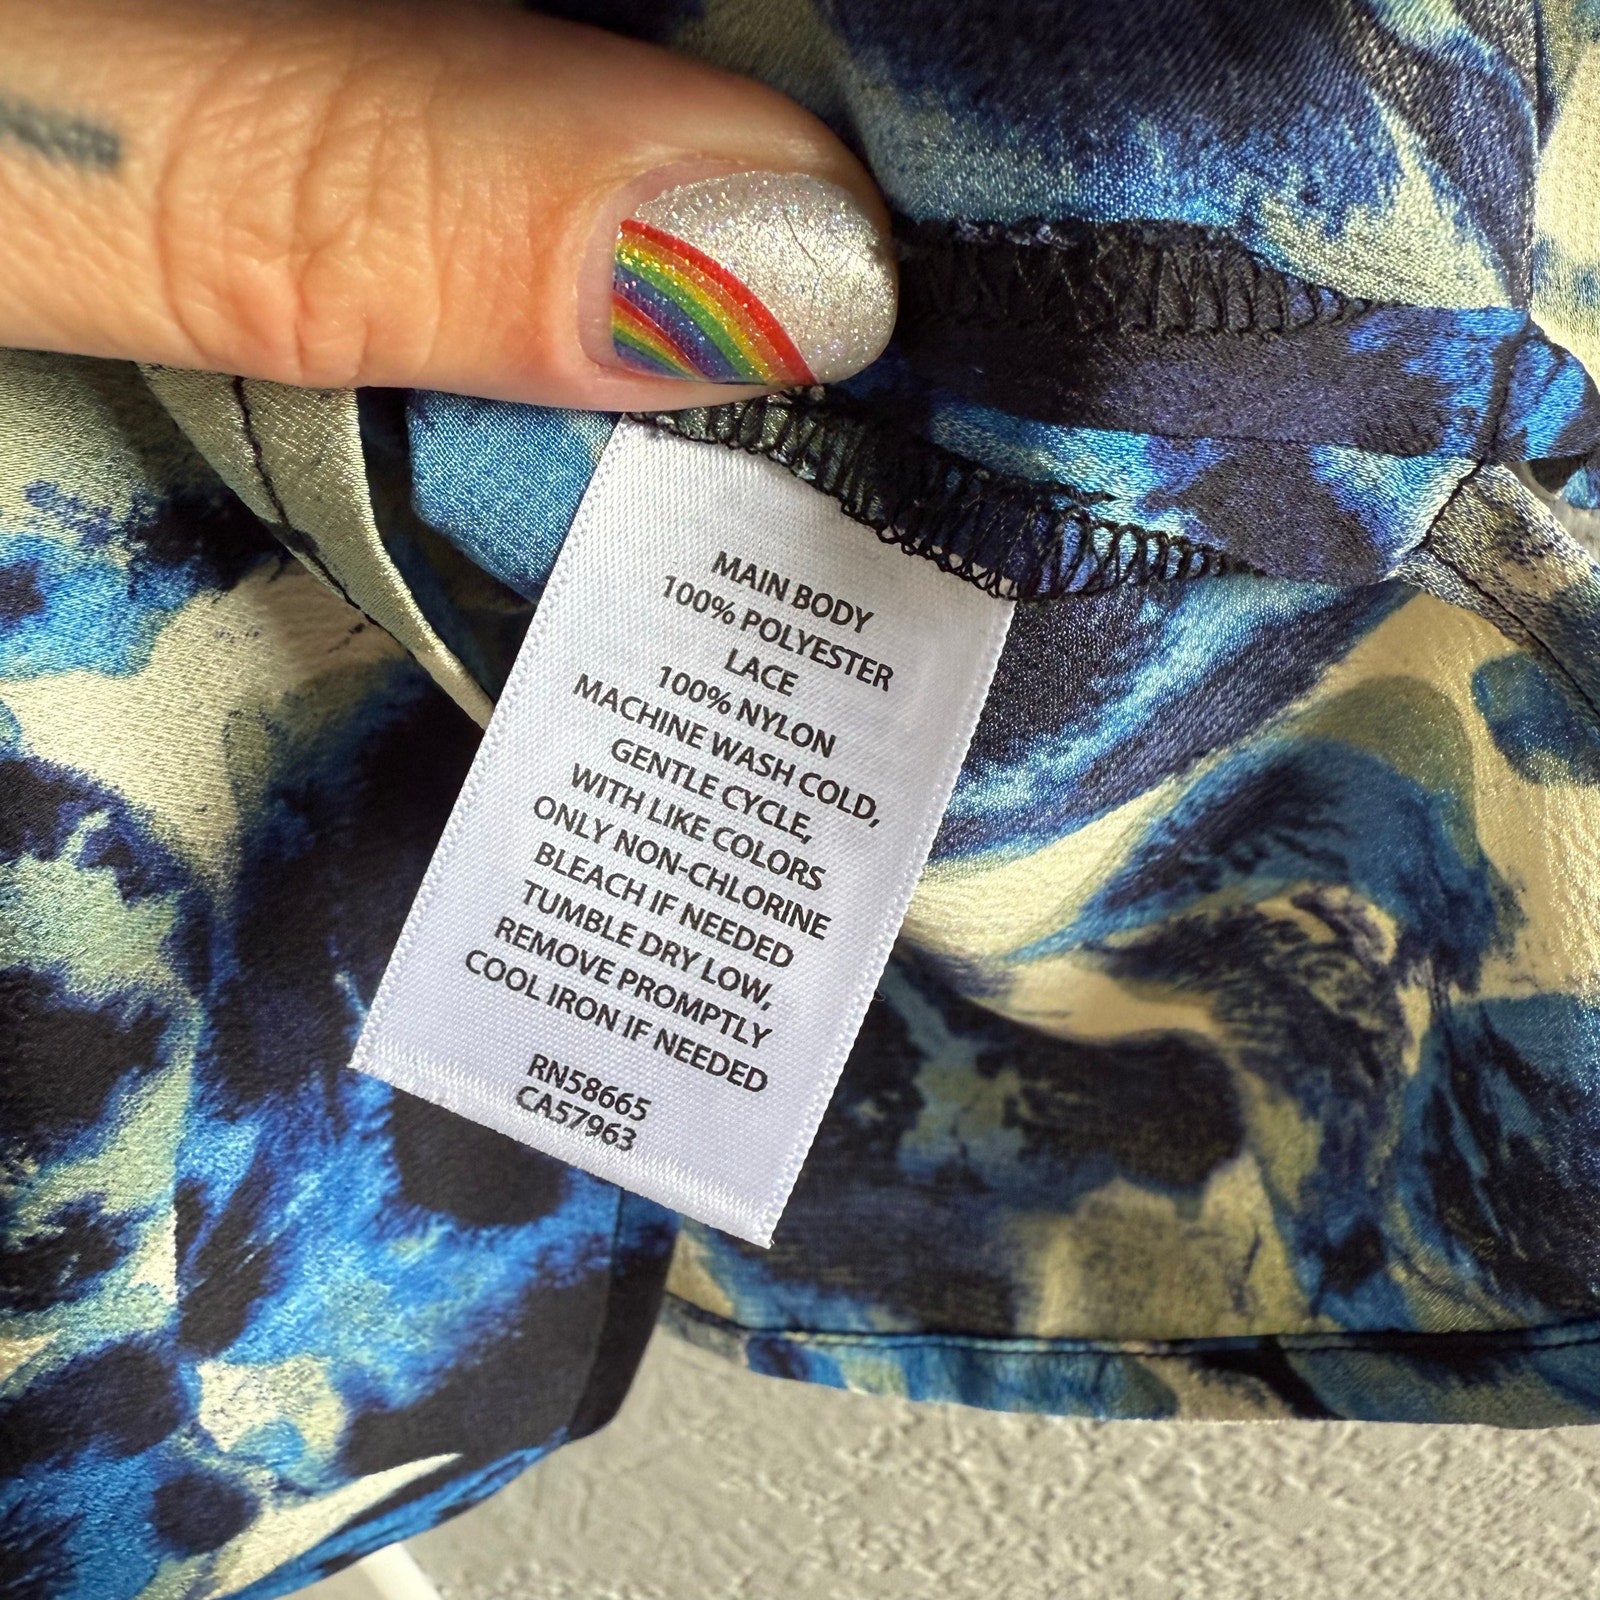 MAIN BODY
100% POLYESTER
LACE
100% NYLON
MACHINE WASH COLD,
GENTLE CYCLE,
WITH LIKE COLORS
ONLY NON-CHLORINE
BLEACH IF NEEDED
TUMBLE DRY LOW,
REMOVE PROMPTLY
COOL IRON IF NEEDED
RN58665
CA57963